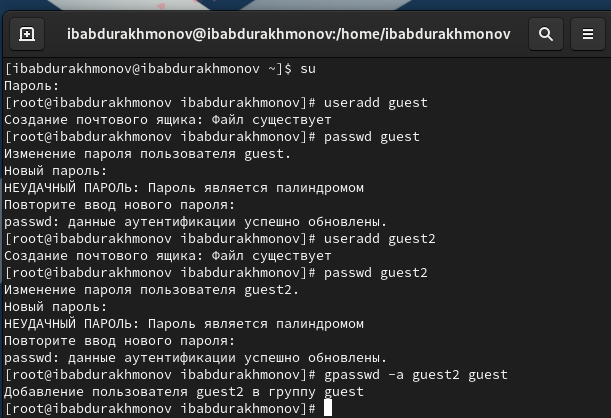 ibabdurakhmonov@ibabdurakhmonov:/home/ibabdurakhmonov
[ibabdurakhmonov@ibabdurakhmonov ~]$ su
Пароль:
[root@ibabdurakhmonov ibabdurakhmonov]# useradd guest
Создание почтового ящика: Файл существует
[root@ibabdurakhmonov ibabdurakhmonov]# passwd guest
Изменение пароля пользователя guest.
Новый пароль:
НЕУДАЧНЫЙ ПАРОЛЬ: Пароль является палиндромом
Повторите ввод нового пароля:
passwd: данные аутентификации успешно обновлены.
[root@ibabdurakhmonov ibabdurakhmonov]# useradd guest2
Создание почтового ящика: Файл существует
[root@ibabdurakhmonov ibabdurakhmonov]# passwd guest2
Изменение пароля пользователя guest2.
Новый пароль:
НЕУДАЧНЫЙ ПАРОЛЬ: Пароль является палиндромом
Повторите ввод нового пароля:
passwd: данные аутентификации успешно обновлены.
[root@ibabdurakhmonov ibabdurakhmonov]# gpasswd -a guest2 guest
Добавление пользователя guest2 в группу guest
[root@ibabdurakhmonov ibabdurakhmonov]#